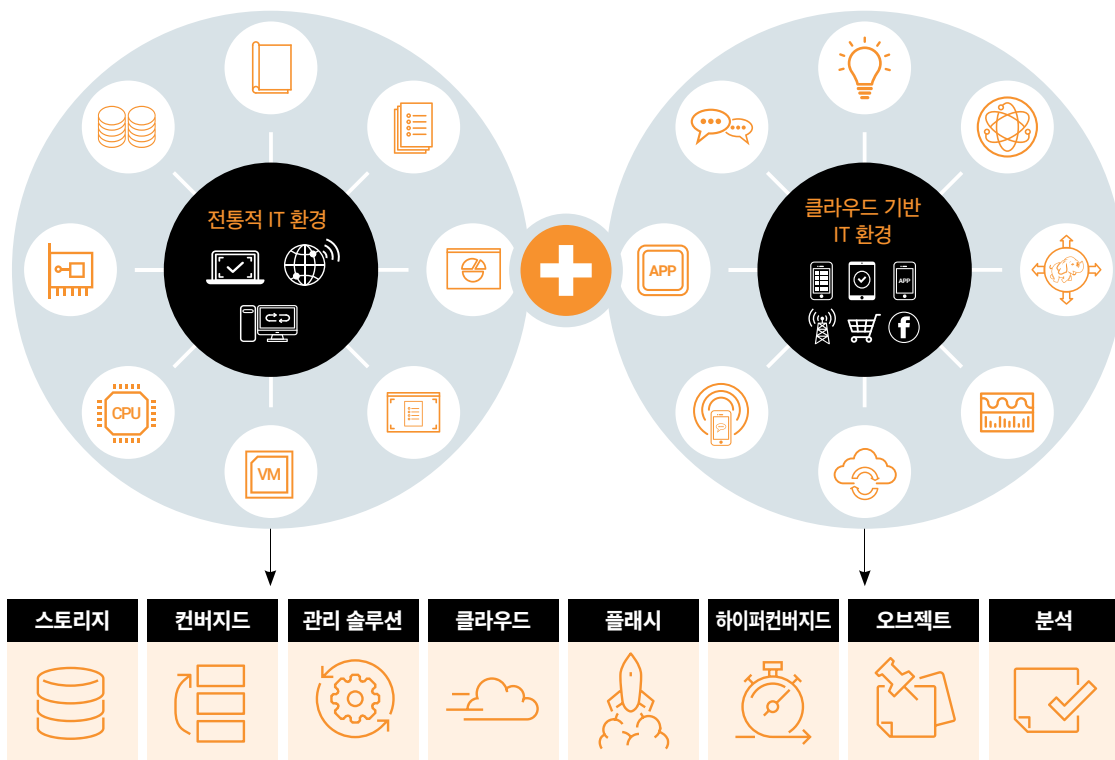 전통적 IT 환경
CPU
VM
클라우드 기반
IT 환경
APP
APP
f
스토리지
컨버지드
관리 솔루션
클라우드
플래시
하이퍼컨버지드
오브젝트
분석